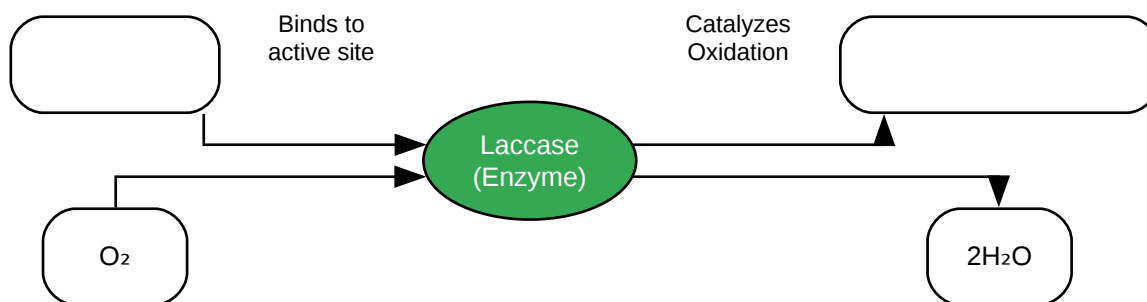 Binds to
active site
Catalyzes
Oxidation
Laccase
(Enzyme)
O₂
2H₂O